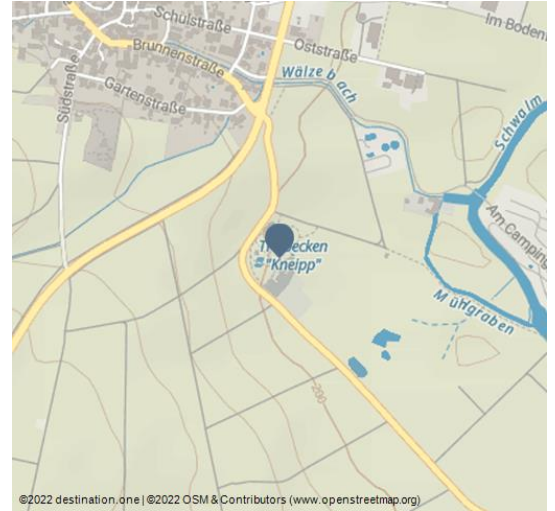 Schulstraße
Im Boden
Oststraße
Brunnenstraße
Wälzebach
Gartenstraße
Südstraße
Schwalm
Am Camping
"Kneipp"
Mühlgraben
200
©2022 destination.one | ©2022 OSM & Contributors (www.openstreetmap.org)